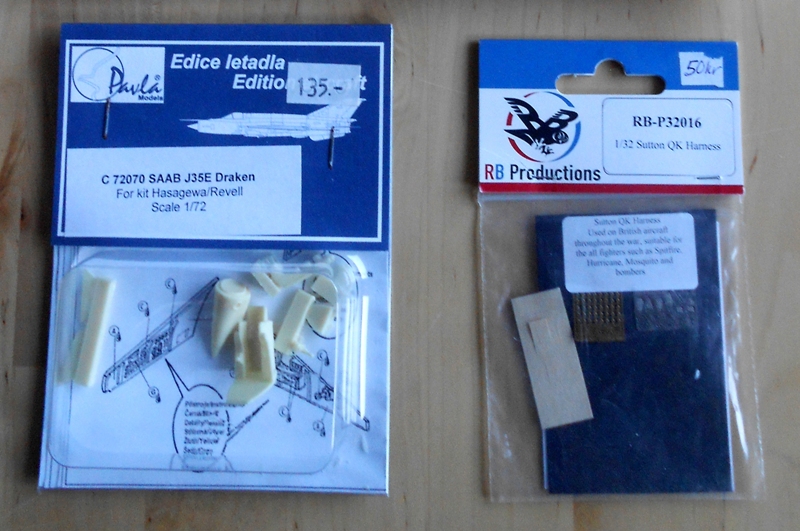 Pavla
Models
Edice letadla
Edition
135.-
C 72070 SAAB J35E Draken
For kit Hasagewa/Revell
Scale 1/72
50kr
RB-P32016
1/32 Sutton QK Harness
RB Productions
Sutton QK Harness
Used on British aircraft
throughout the war, suitable for
the all fighters such as Spitfire,
Hurricane, Mosquito and
bombers